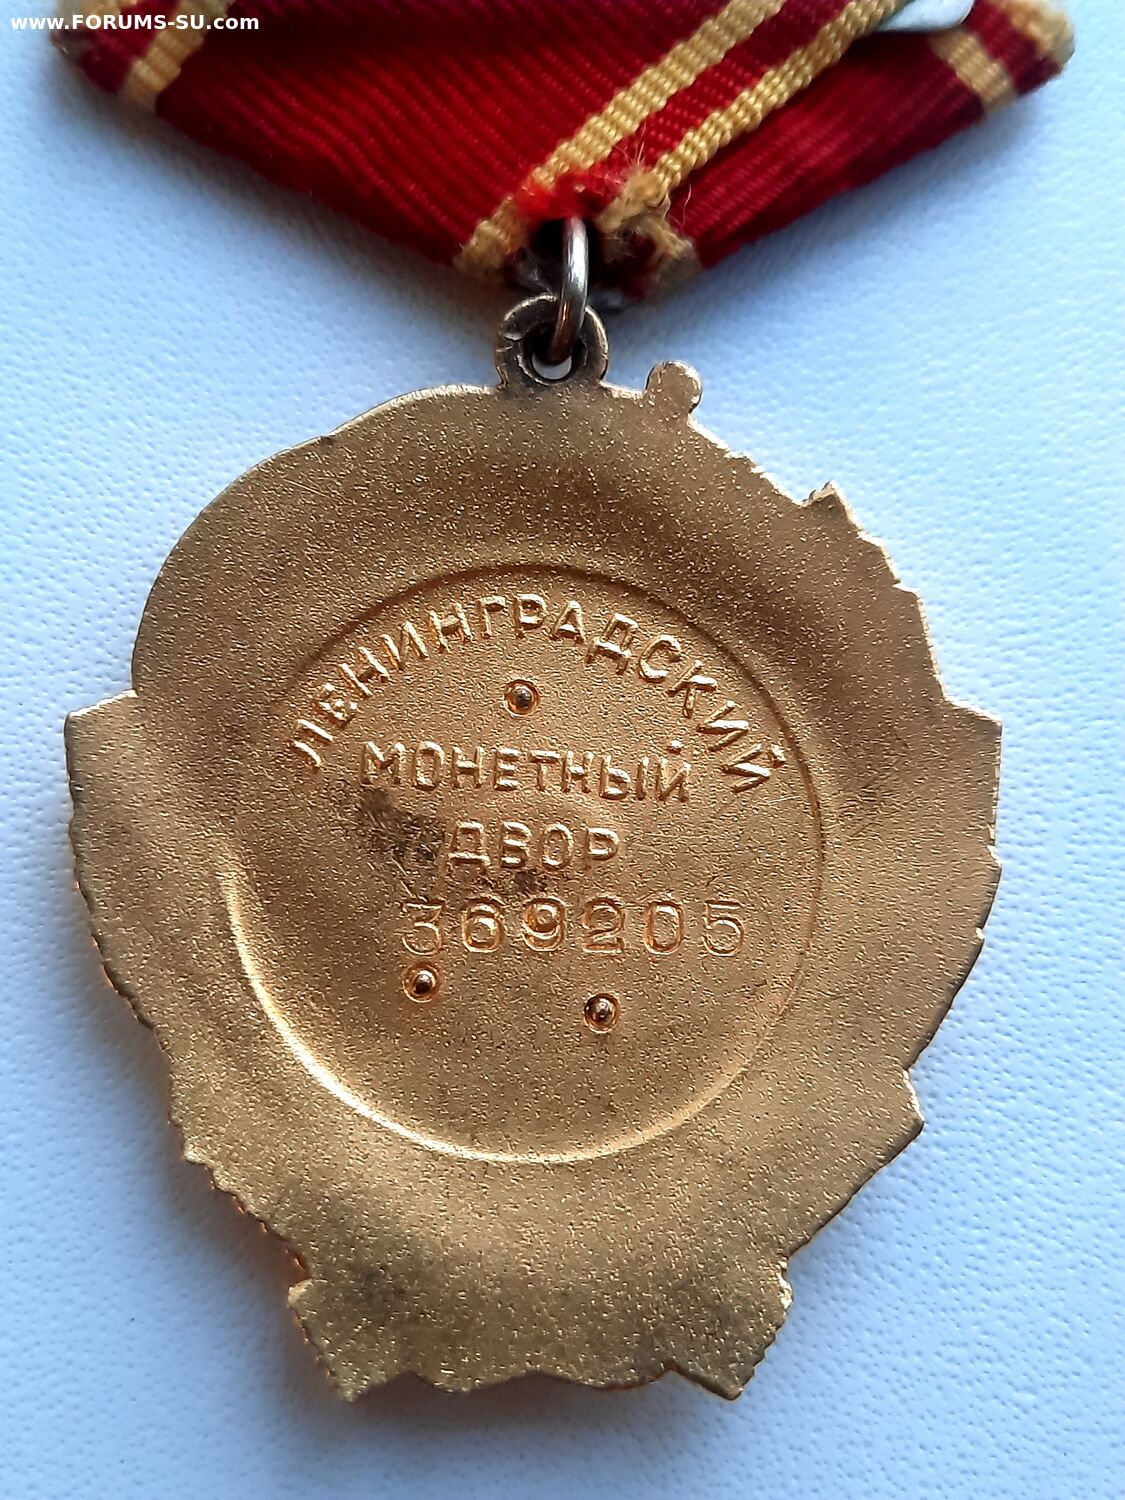 www.FORUMS-SU.com
ЛЕНИНГРАДСКИЙ
МОНЕТНЫЙ
ДВОР
369205